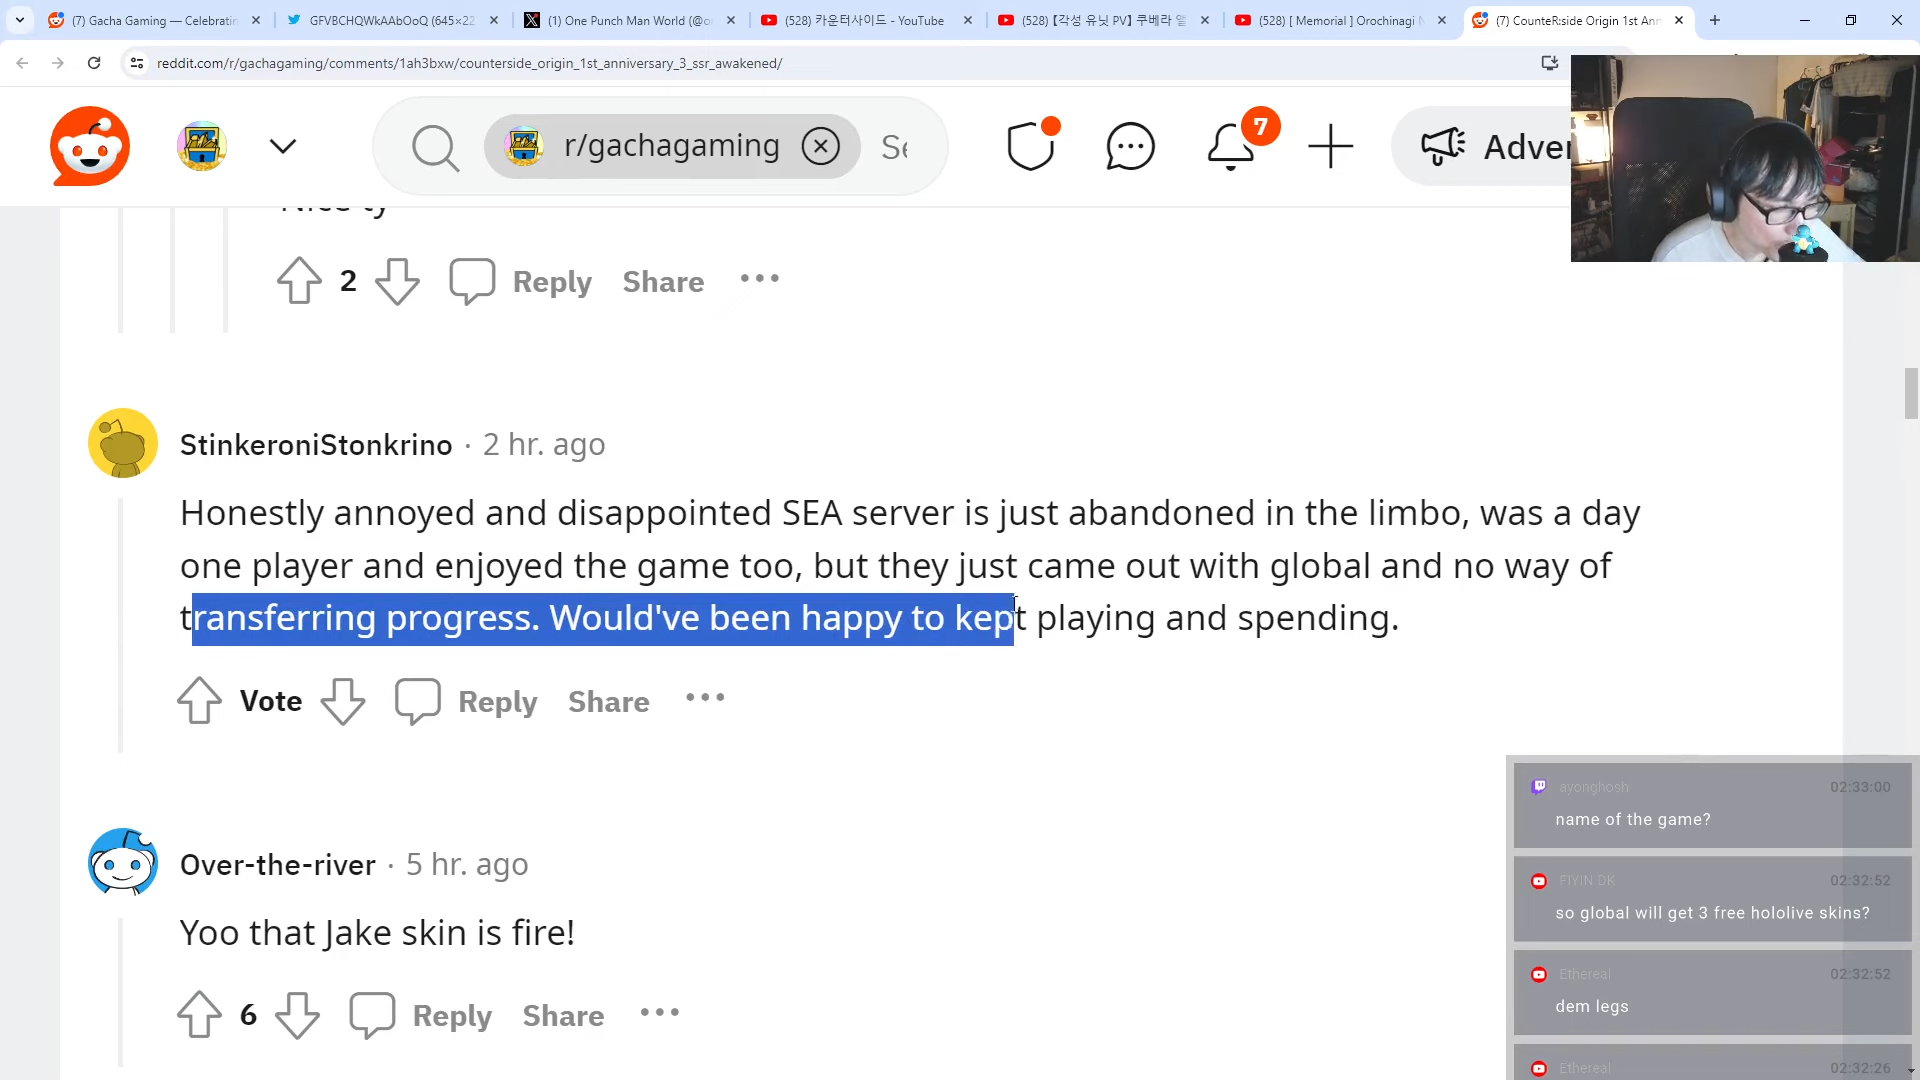 (7) Gacha Gaming — Celebratin
GFVBCHQWkAAbOoQ (645×22
(1) One Punch Man World (@o
(528) 카운터사이드 - YouTube
(528) [각성 유닛 PV] 쿠베라 앨
(528) [ Memorial ] Orochinagi
(7) CounteR:side Origin 1st Ann
reddit.com/r/gachagaming/comments/1ah3bxw/counterside_origin_1st_anniversary_3_ssr_awakened/
r/gachagaming
Se
7
Adver
Nice ty
2
Reply
Share
StinkeroniStonkrino · 2 hr. ago
Honestly annoyed and disappointed SEA server is just abandoned in the limbo, was a day
one player and enjoyed the game too, but they just came out with global and no way of
transferring progress. Would've been happy to kept playing and spending.
Vote
Reply
Share
Over-the-river · 5 hr. ago
Yoo that Jake skin is fire!
6
Reply
Share
ayonghosh 02:33:00
name of the game?
FIYIN DK 02:32:52
so global will get 3 free hololive skins?
Ethereal 02:32:52
dem legs
Ethereal 02:32:26